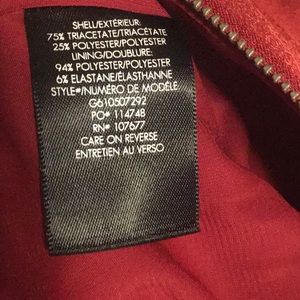 SHELL/EXTÉRIEUR:
75% TRIACETATE/TRIACÉTATE
25% POLYESTER/POLYESTER
LINING/DOUBLURE:
94% POLYESTER/POLYESTER
6% ELASTANE/ÉLASTHANNE
STYLE#/NUMÉRO DE MODÈLE:
G610507292
PO# 114748
RN# 107677
CARE ON REVERSE
ENTRETIEN AU VERSO